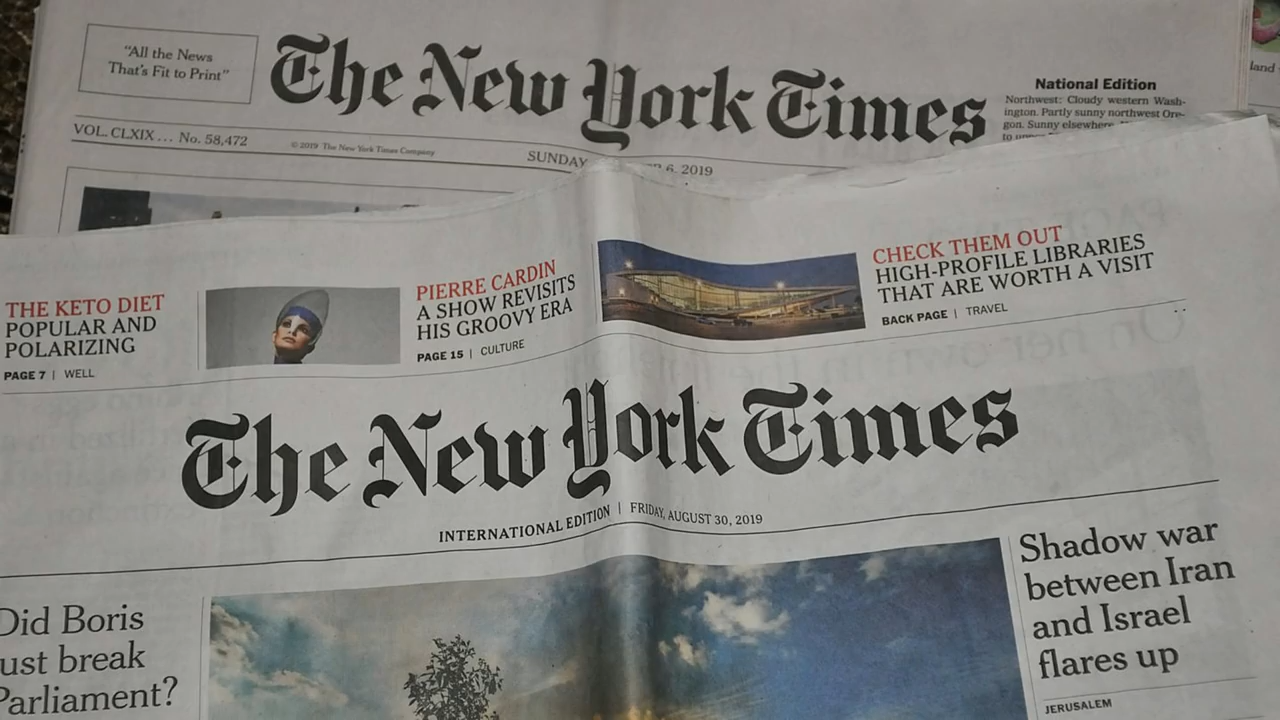 "All the News
That's Fit to Print"
The New York Times
National Edition
Northwest: Cloudy western Wash-
ington. Partly sunny northwest Ore-
gon. Sunny elsewhere.
VOL. CLXIX ... No. 58,472
© 2019 The New York Times Company
SUNDAY, 6, 2019
land
THE KETO DIET
POPULAR AND
POLARIZING
PAGE 7 | WELL
PIERRE CARDIN
A SHOW REVISITS
HIS GROOVY ERA
PAGE 15 | CULTURE
CHECK THEM OUT
HIGH-PROFILE LIBRARIES
THAT ARE WORTH A VISIT
BACK PAGE | TRAVEL
The New York Times
INTERNATIONAL EDITION | FRIDAY, AUGUST 30, 2019
Did Boris
ust break
Parliament?
Shadow war
between Iran
and Israel
flares up
JERUSALEM